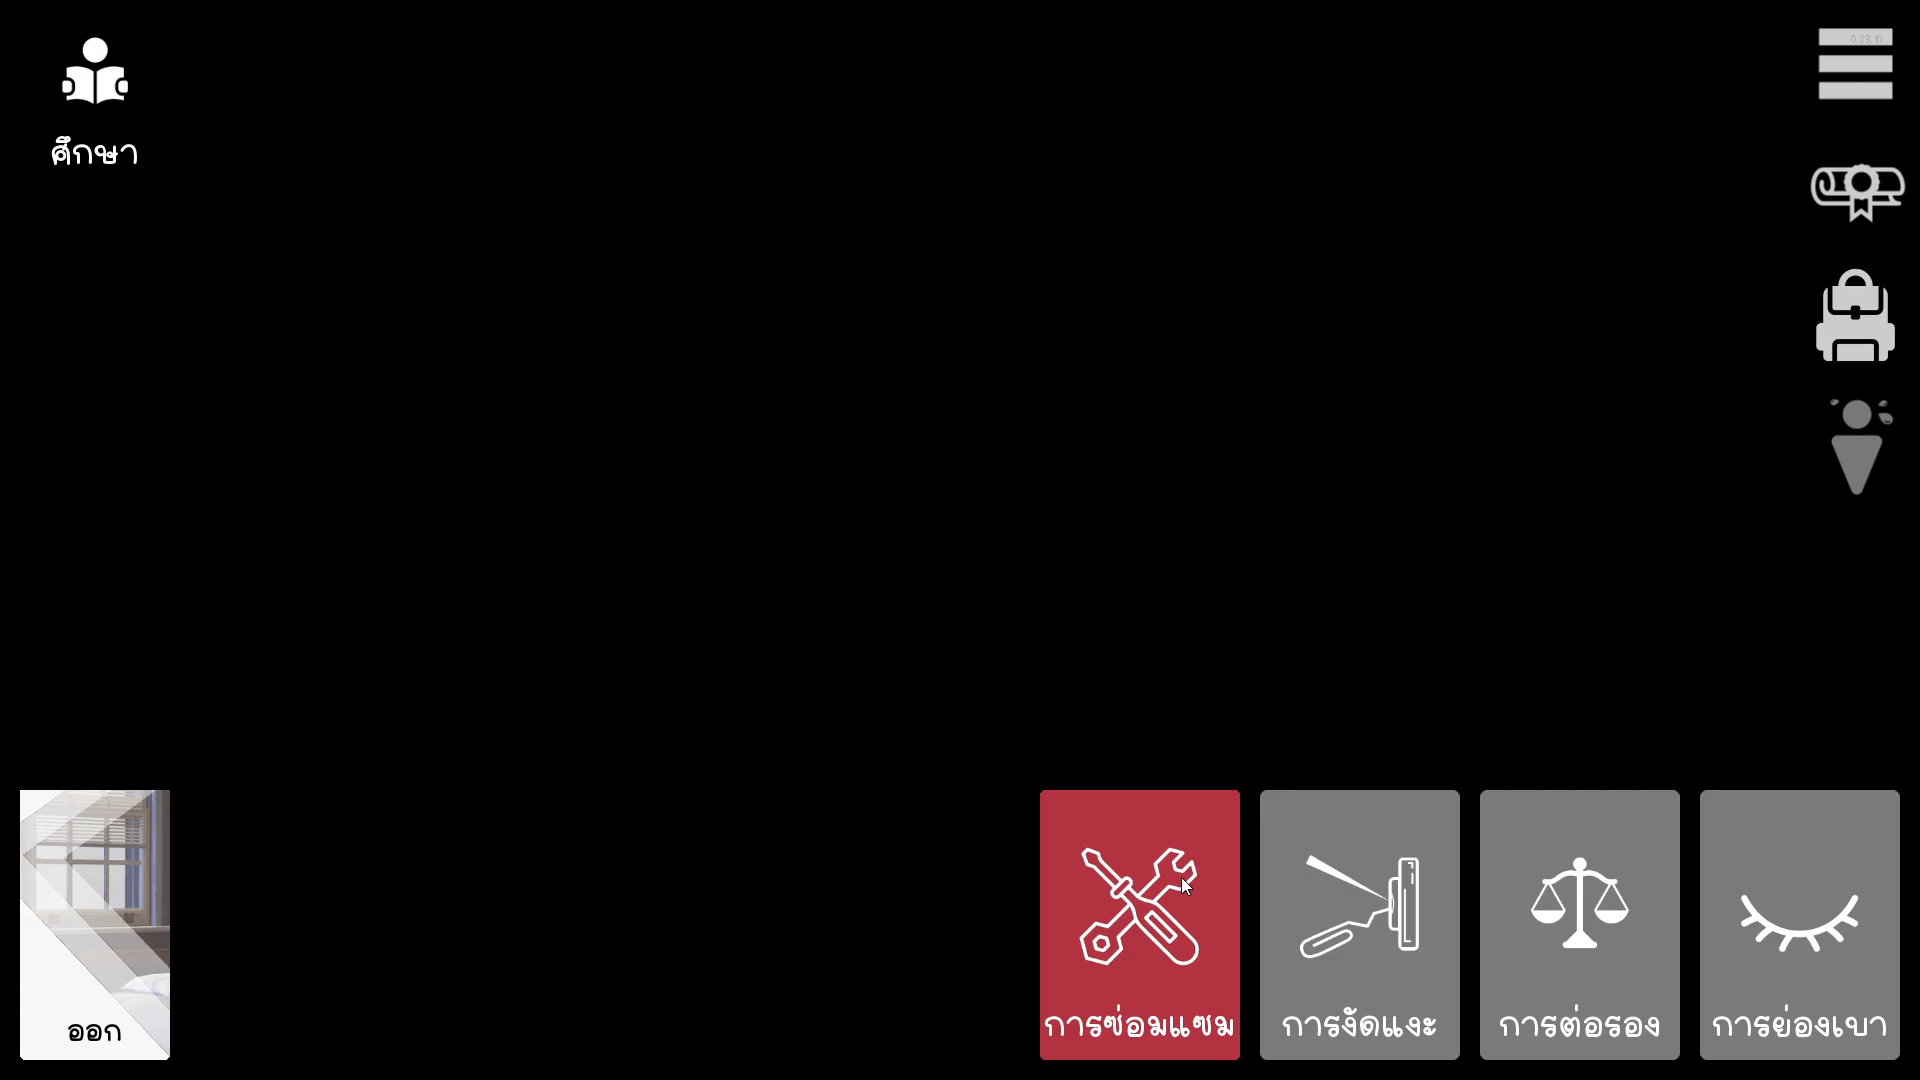 ศึกษา
ออก
การซ่อมแซม
การงัดแงะ
การต่อรอง
การย่องเบา